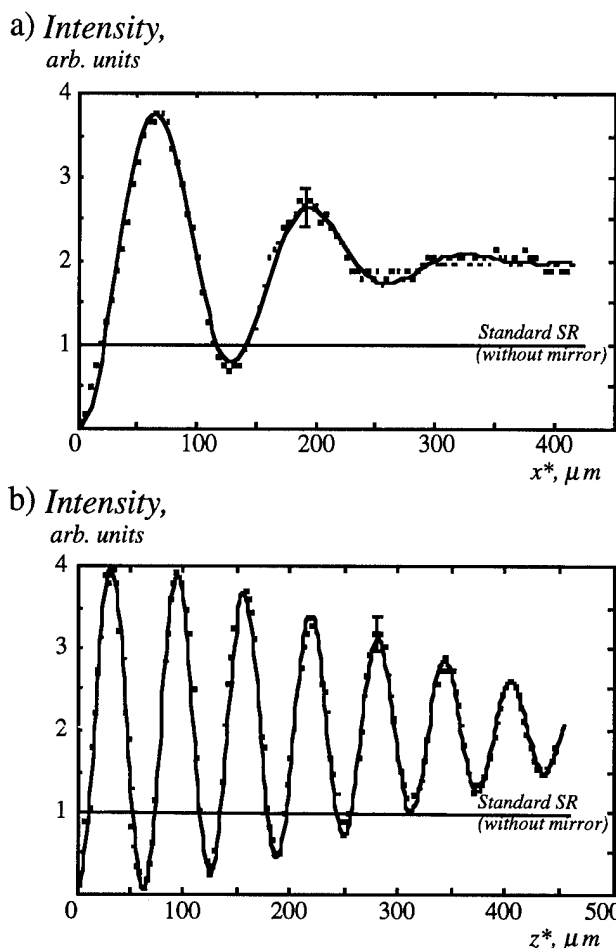 a) Intensity,
arb. units
4
3
2
1
Standard SR
(without mirror)
0 100 200 300 400
x*, μm
b) Intensity,
arb. units
4
3
2
1
Standard SR
(without mirror)
0 100 200 300 400 500
z*, μm